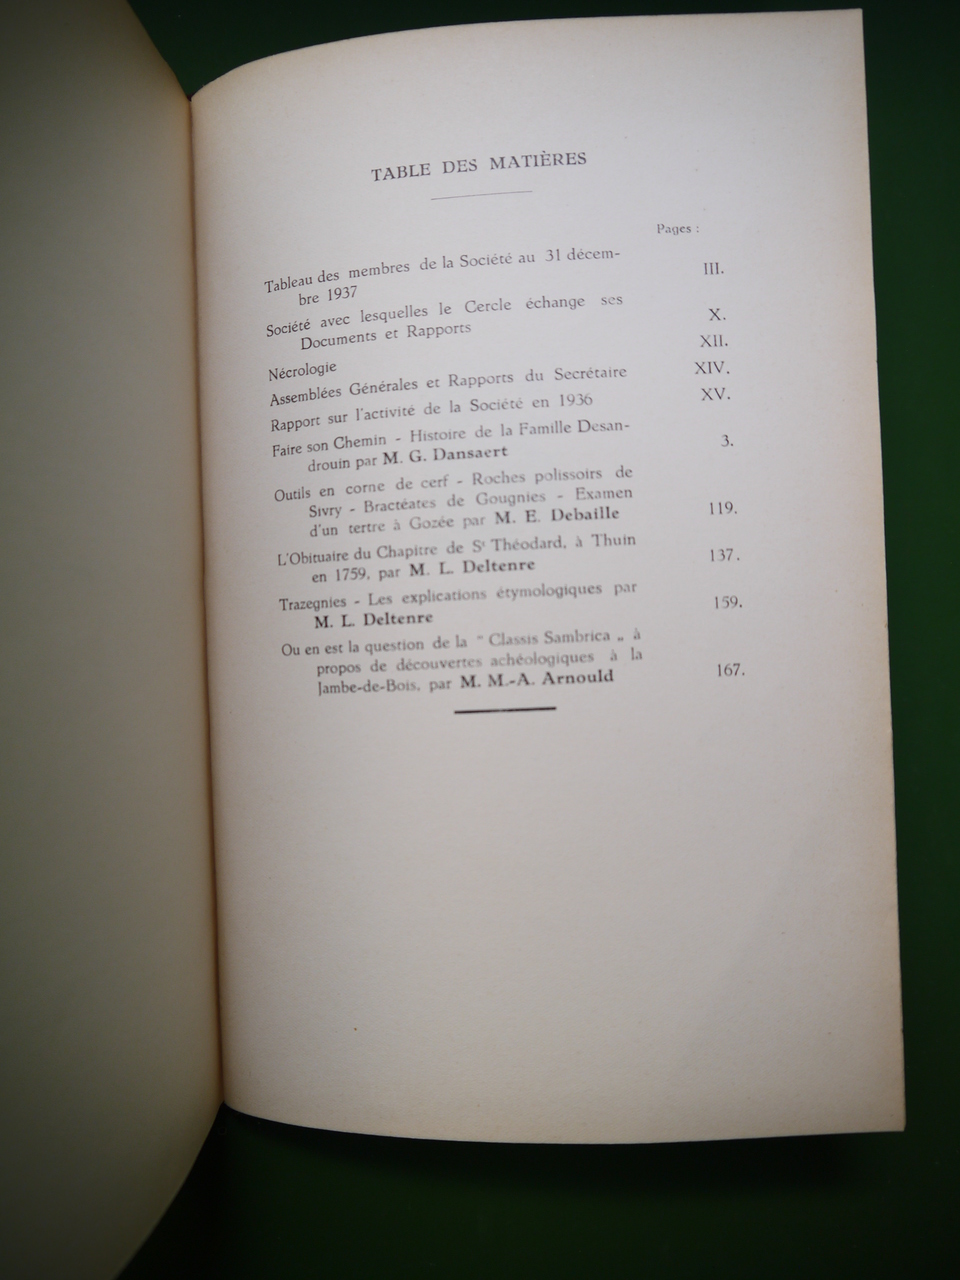 TABLE DES MATIÈRES
Pages :
Tableau des membres de la Société au 31 décem-
bre 1937 III.
Société avec lesquelles le Cercle échange ses
Documents et Rapports X.
Nécrologie XII.
Assemblées Générales et Rapports du Secrétaire XIV.
Rapport sur l'activité de la Société en 1936 XV.
Faire son Chemin - Histoire de la Famille Desan-
drouin par M. G. Dansaert 3.
Outils en corne de cerf - Roches polissoirs de
Sivry - Bractéates de Gougnies - Examen
d'un tertre à Gozée par M. E. Debaille 119.
L'Obituaire du Chapitre de St Théodard, à Thuin
en 1759, par M. L. Deltenre 137.
Trazegnies - Les explications étymologiques par
M. L. Deltenre 159.
Ou en est la question de la " Classis Sambrica „ à
propos de découvertes achéologiques à la
Jambe-de-Bois, par M. M.-A. Arnould 167.